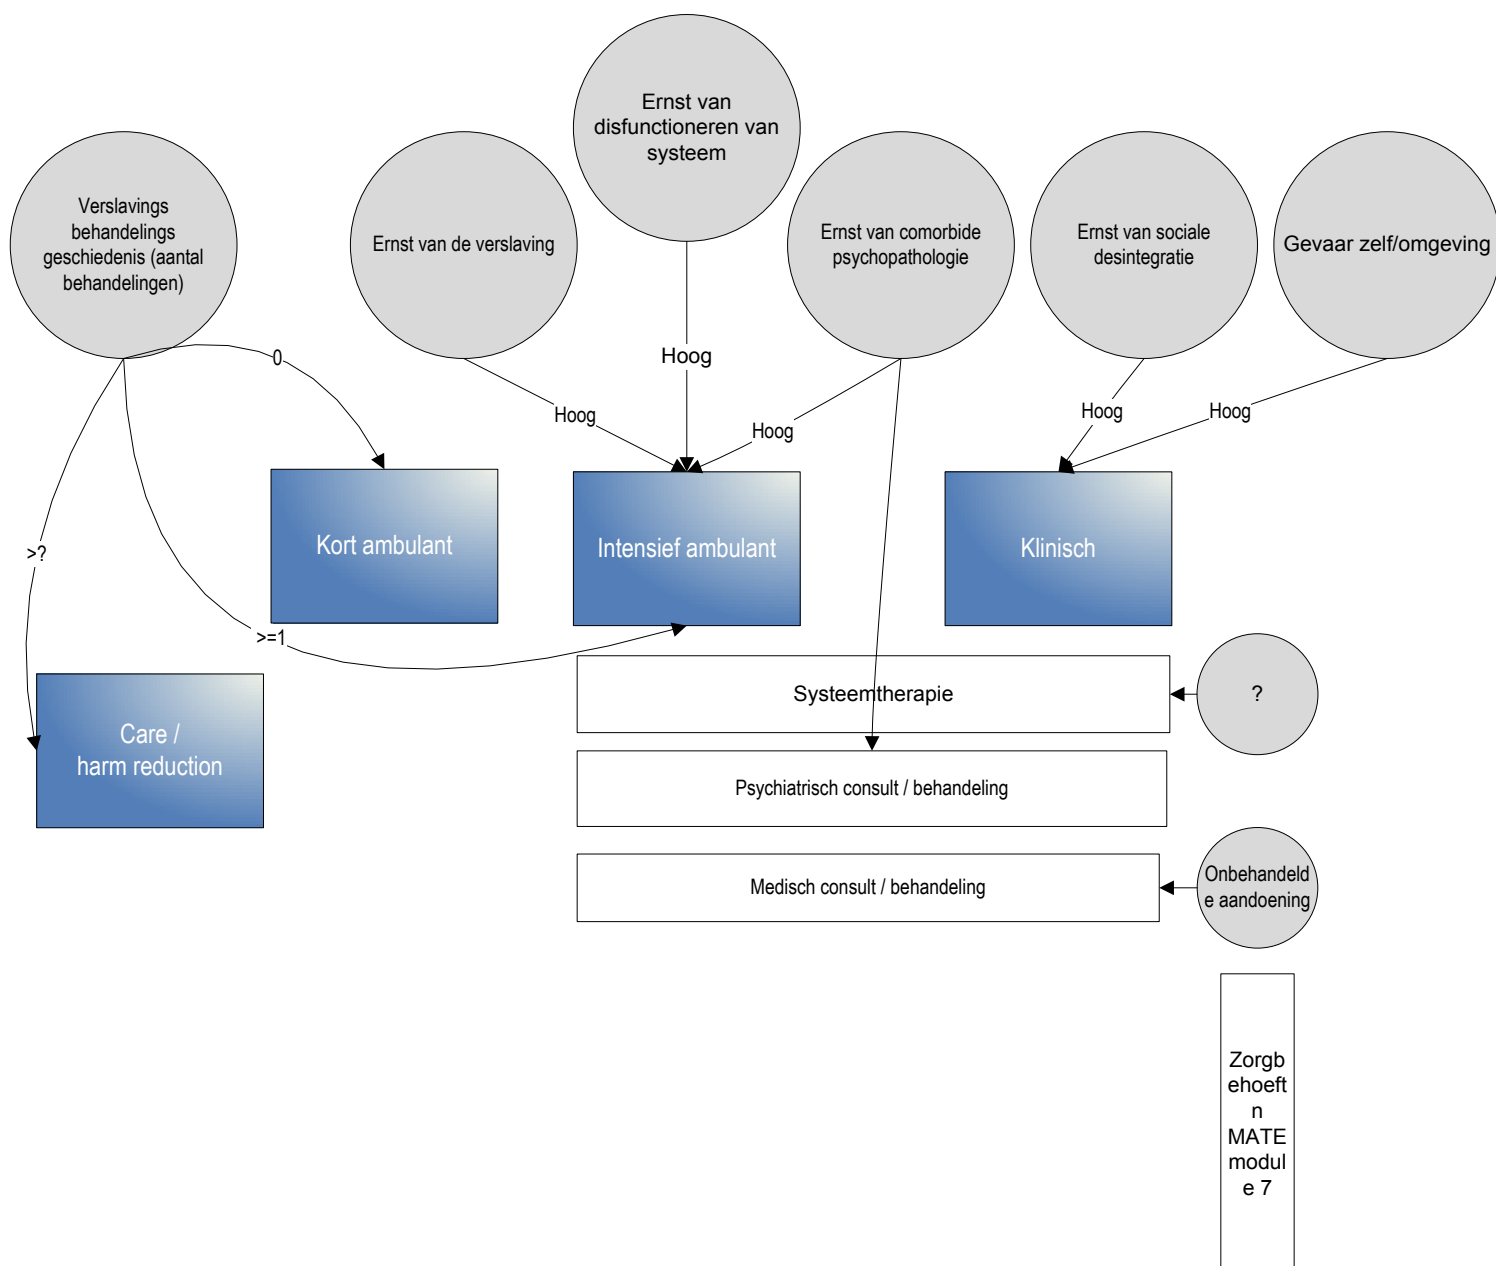 Ernst van
disfunctioneren van
systeem
Verslavings
behandelings
geschiedenis (aantal
behandelingen)
Ernst van de verslaving
Ernst van comorbide
psychopathologie
Ernst van sociale
desintegratie
Gevaar zelf/omgeving
0
Hoog
Hoog
Hoog
Hoog
Hoog
Kort ambulant
Intensief ambulant
Klinisch
>?
>=1
Care /
harm reduction
Systeemtherapie
?
Psychiatrisch consult / behandeling
Medisch consult / behandeling
Onbehandeld
e aandoening
Zorgb
ehoeft
n
MATE
modul
e 7